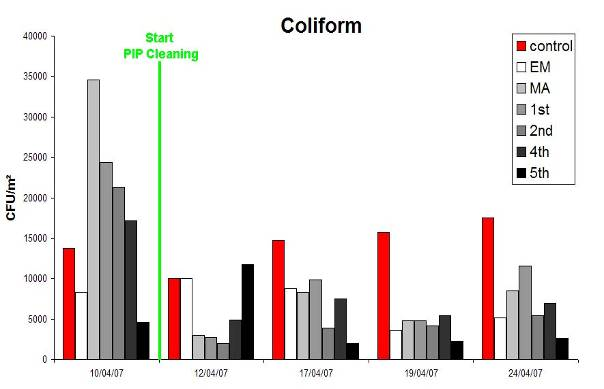 Coliform
Start
PIP Cleaning
40000
35000
30000
25000
20000
15000
10000
5000
0
CFU/m²
control
EM
MA
1st
2nd
4th
5th
10/04/07
12/04/07
17/04/07
19/04/07
24/04/07